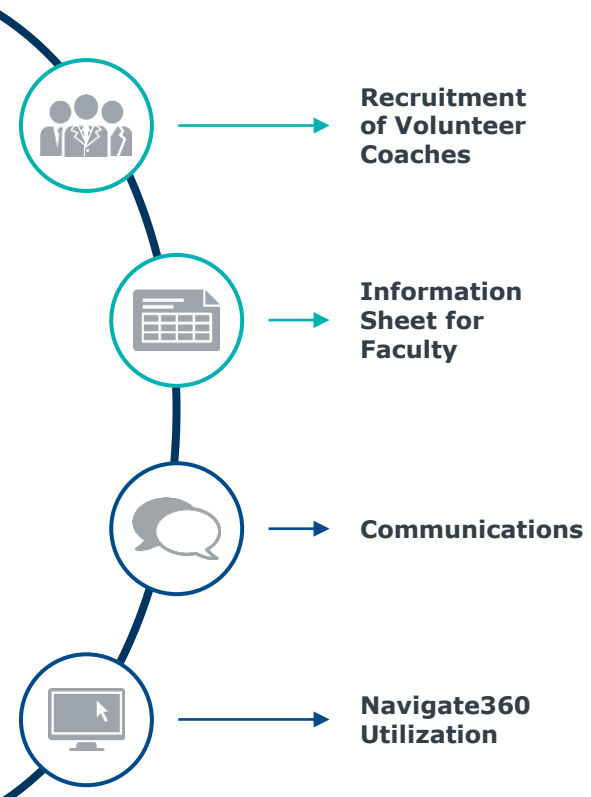 Recruitment
of Volunteer
Coaches
Information
Sheet for
Faculty
Communications
Navigate360
Utilization